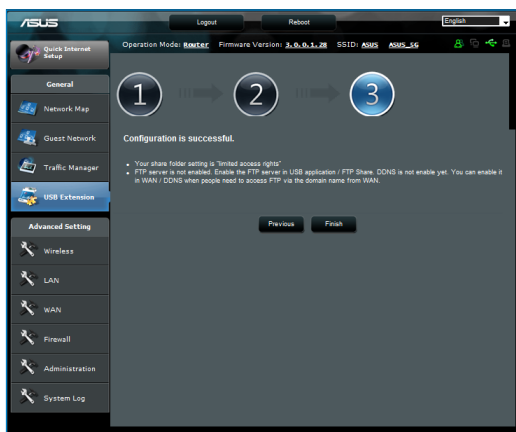 ASUS
Logout
Reboot
English
Quick Internet
Setup
Operation Mode: Router Firmware Version: 3.0.0.1.28 SSID: ASUS ASUS_5G
General
Network Map
Guest Network
Traffic Manager
USB Extension
Advanced Setting
Wireless
LAN
WAN
Firewall
Administration
System Log
1
2
3
Configuration is successful.
Your share folder setting is "limited access rights"
FTP server is not enabled. Enable the FTP server in USB application / FTP Share. DDNS is not enable yet. You can enable it
in WAN / DDNS when people need to access FTP via the domain name from WAN.
Previous
Finish